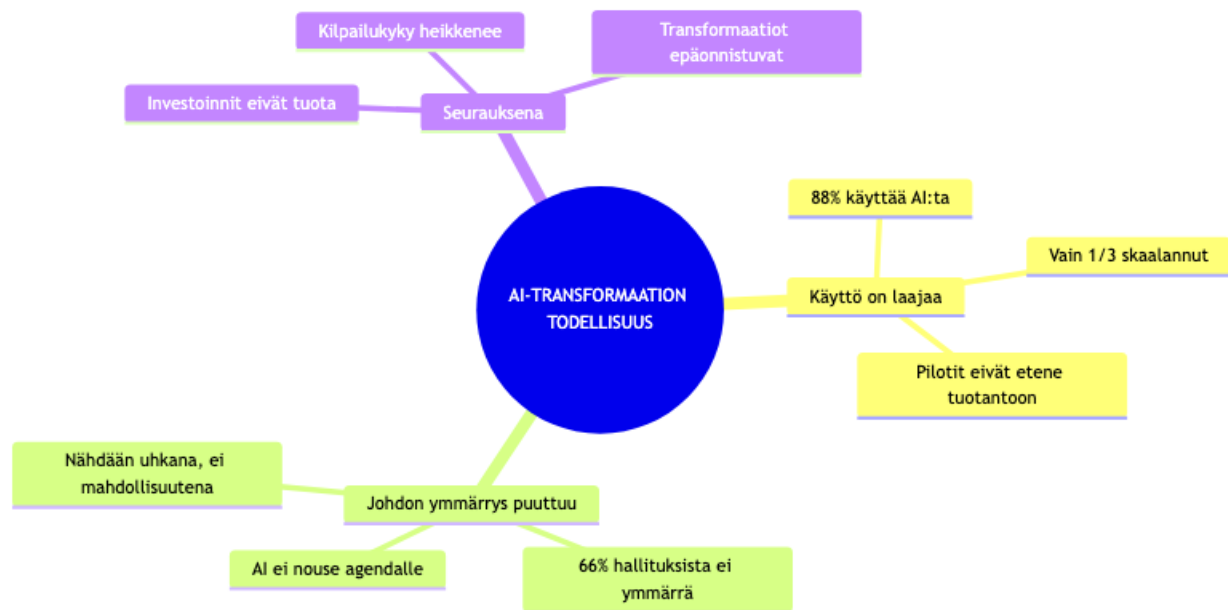 Kilpailukyky heikkenee
Transformaatiot
epäonnistuvat
Investoinnit eivät tuota
Seurauksena
88% käyttää AI:ta
Vain 1/3 skaalannut
Käyttö on laajaa
Pilotit eivät etene
tuotantoon
AI-TRANSFORMAATION
TODELLISUUS
Nähdään uhkana, ei
mahdollisuutena
Johdon ymmärrys puuttuu
AI ei nouse agendalle
66% hallituksista ei
ymmärrä